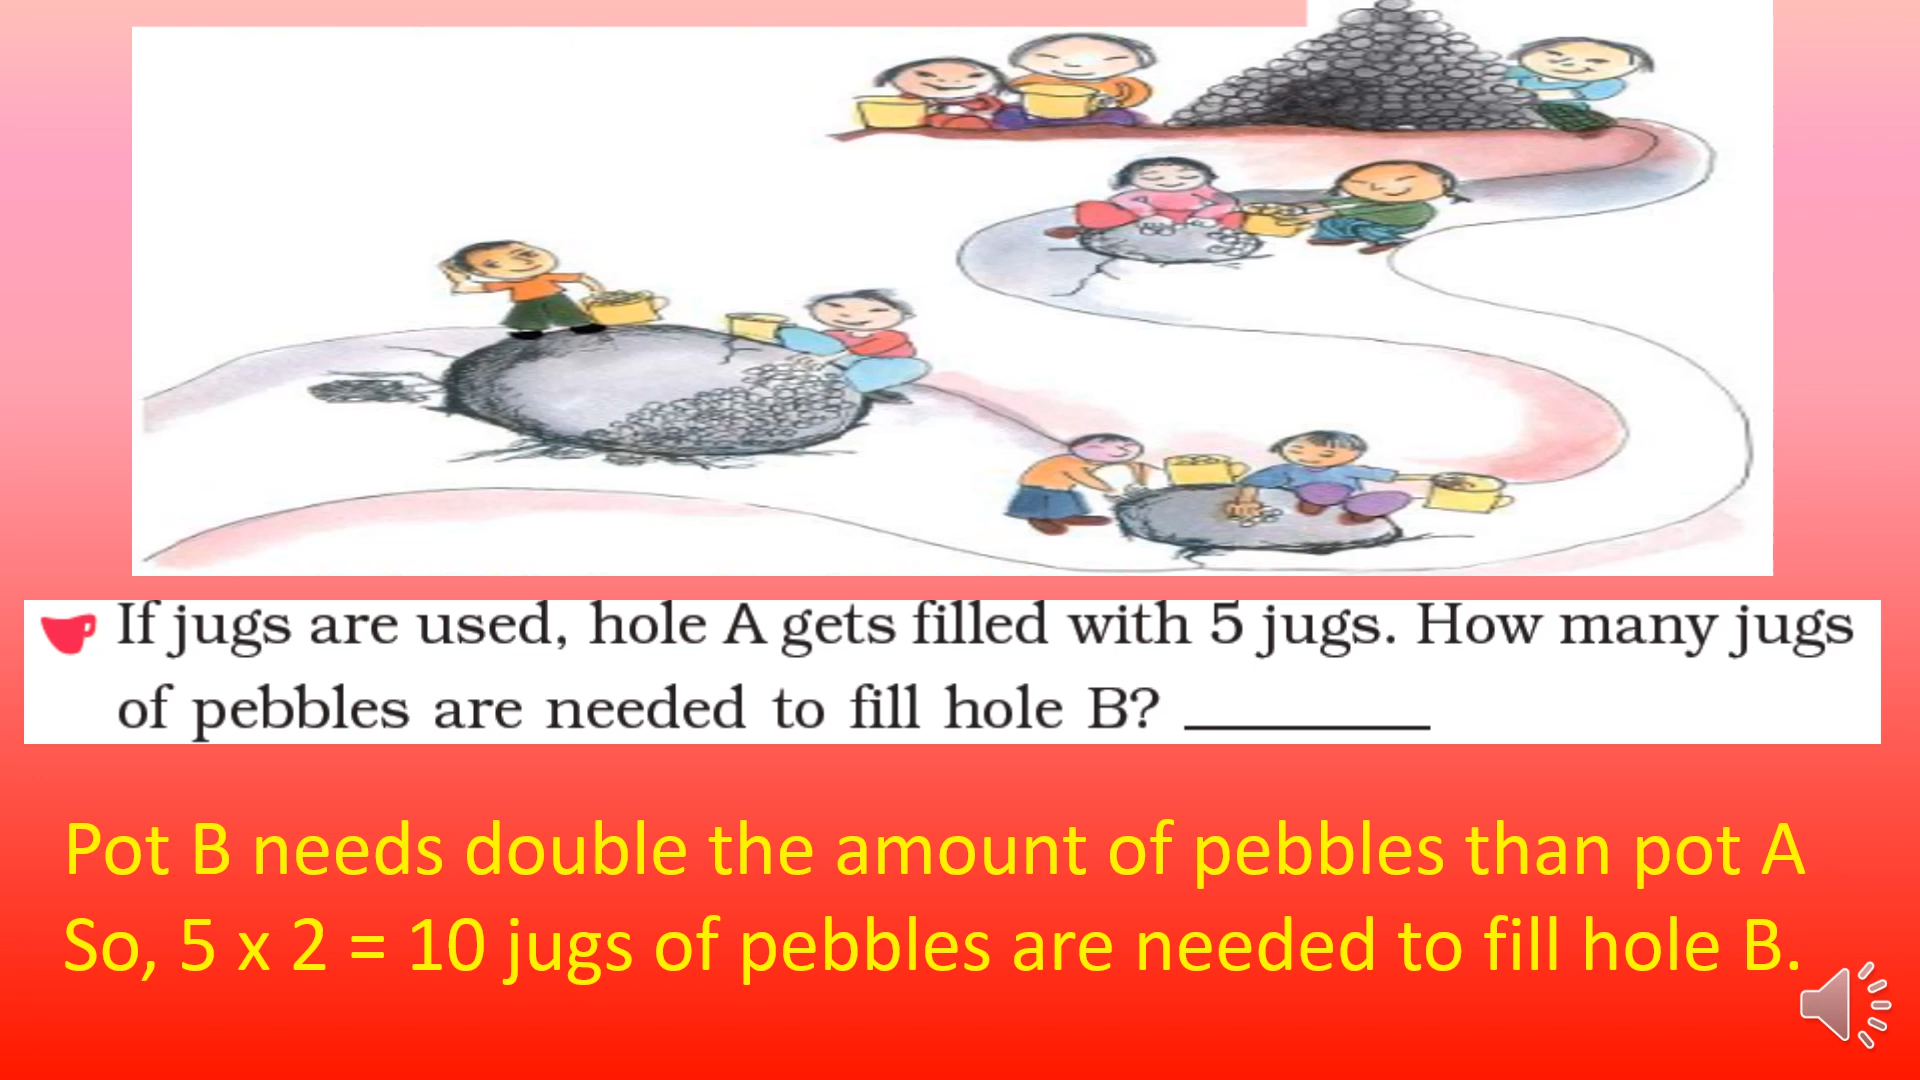 If jugs are used, hole A gets filled with 5 jugs. How many jugs
of pebbles are needed to fill hole B? ________
Pot B needs double the amount of pebbles than pot A
So, 5 x 2 = 10 jugs of pebbles are needed to fill hole B.